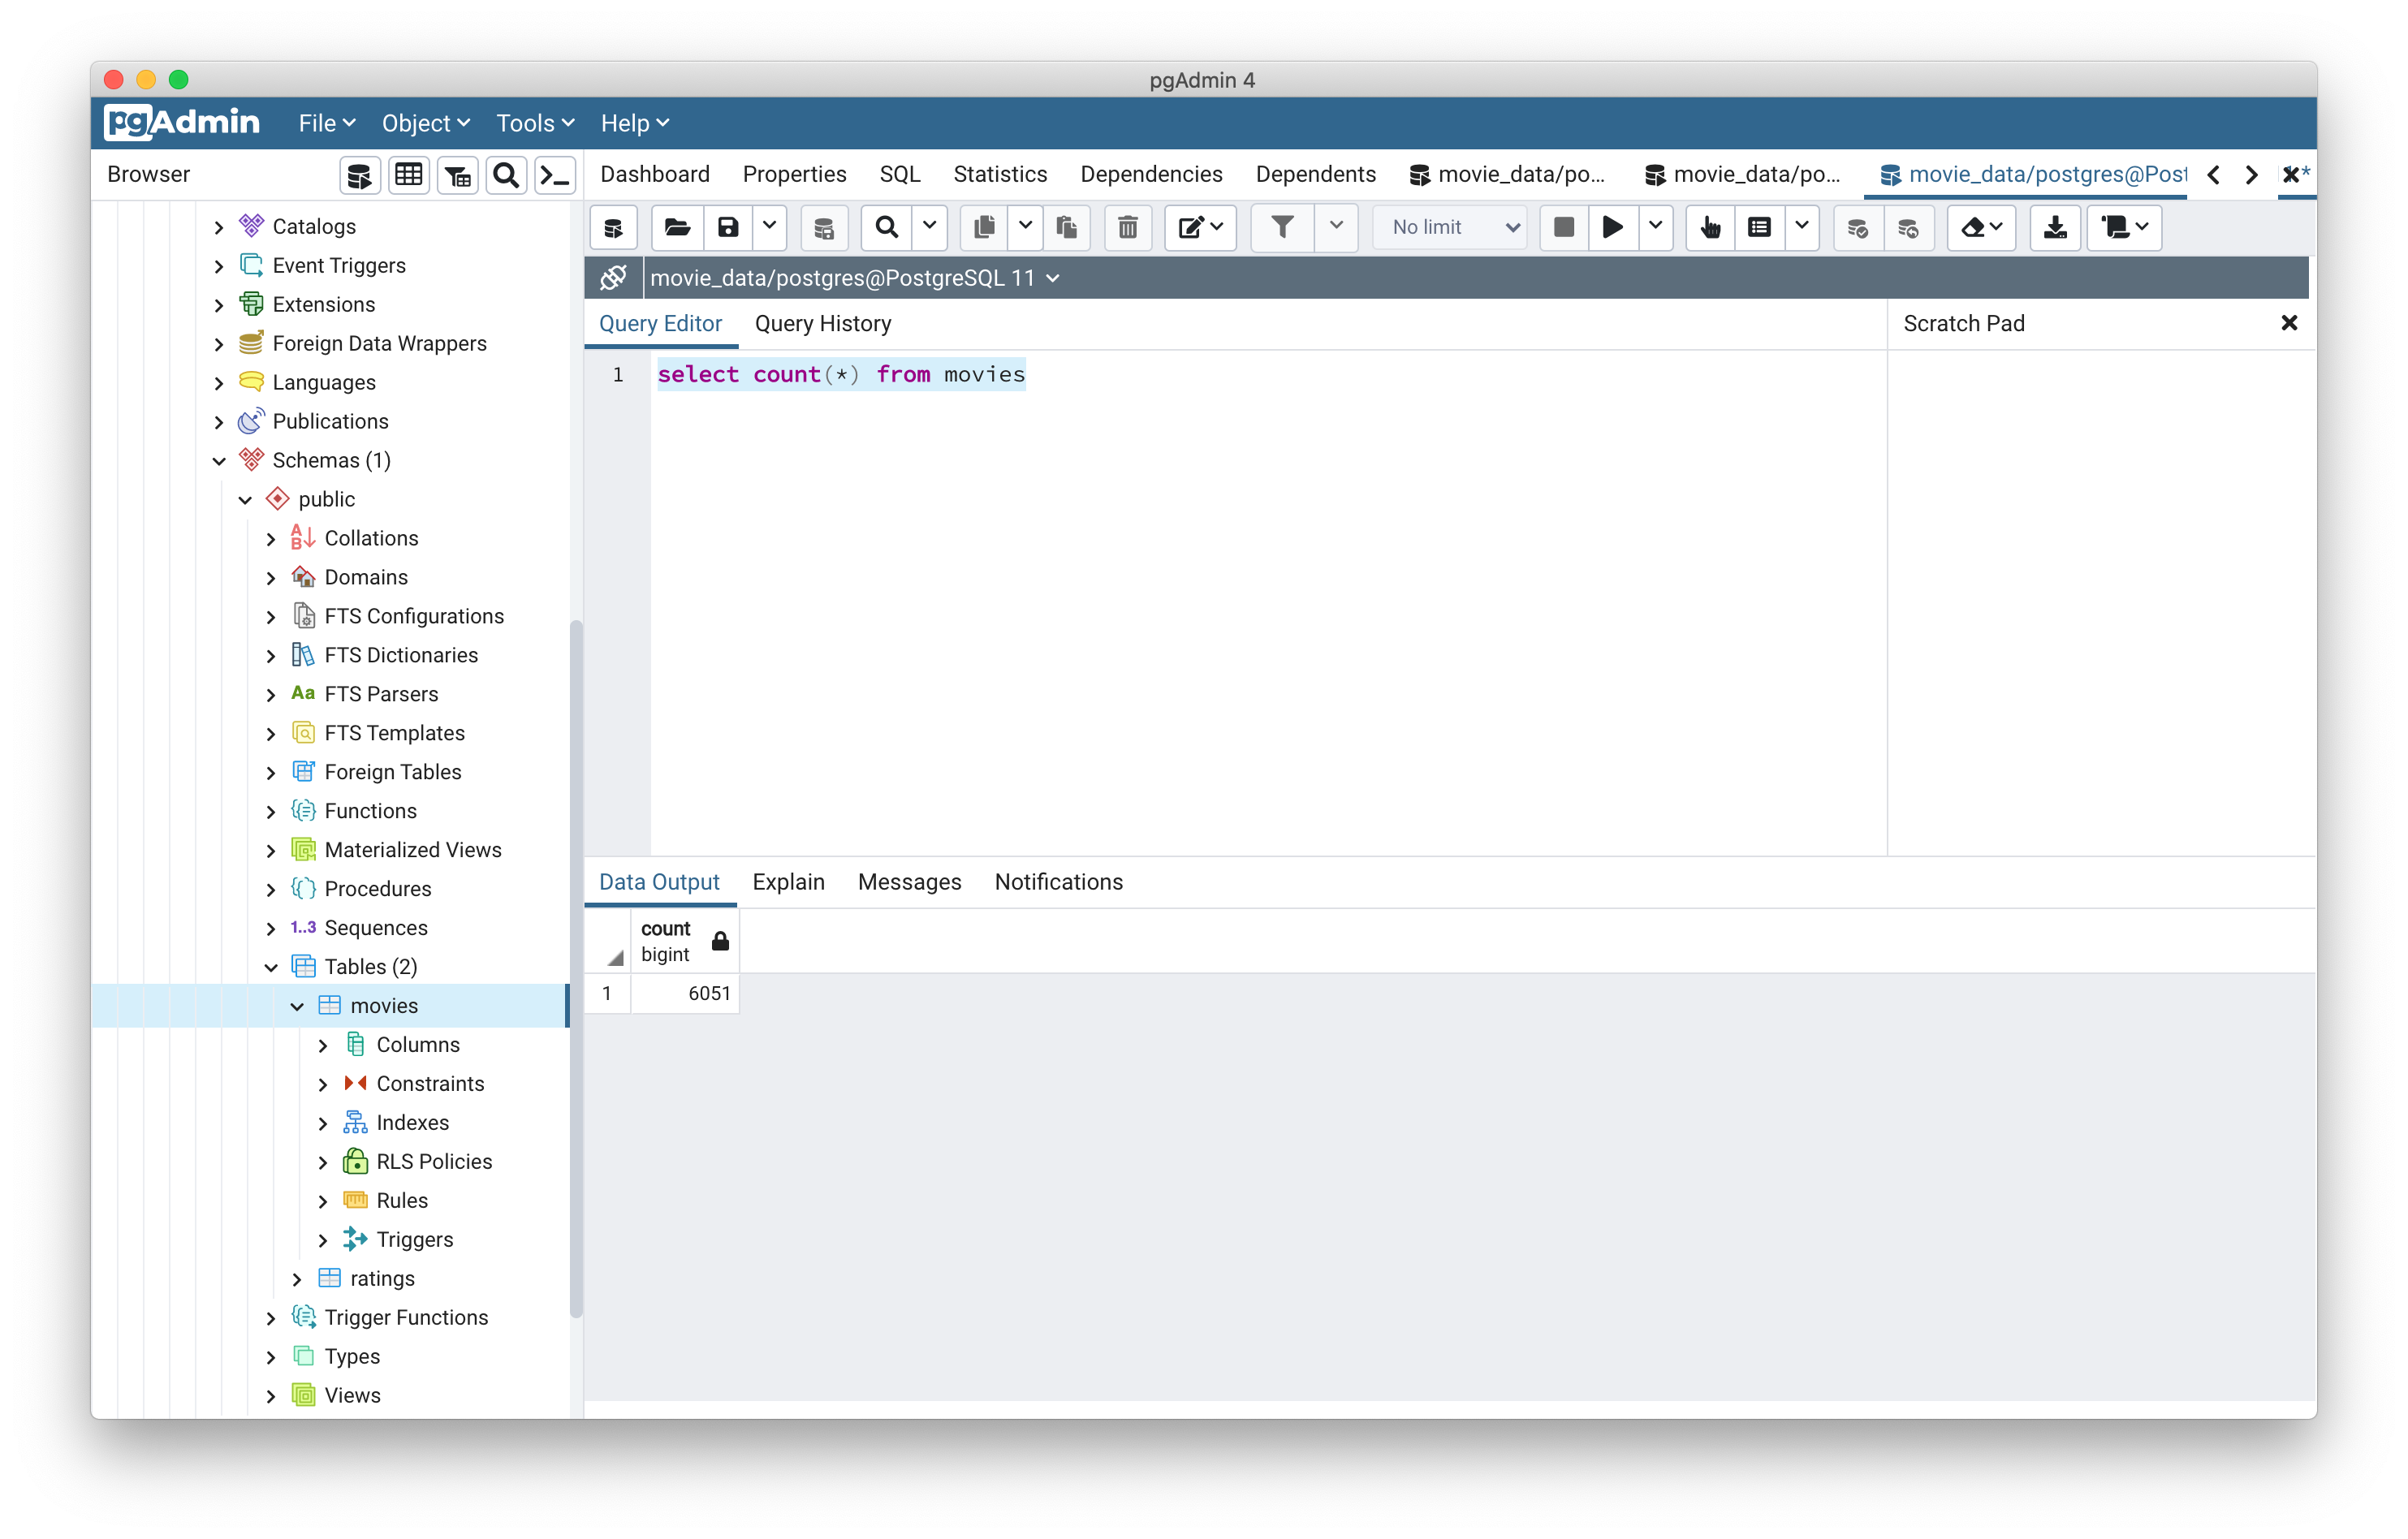 pgAdmin 4
pgAdmin File Object Tools Help
Browser
Dashboard Properties SQL Statistics Dependencies Dependents movie_data/po... movie_data/po... movie_data/postgres@Post *
No limit
movie_data/postgres@PostgreSQL 11
Query Editor Query History
Scratch Pad
1 select count(*) from movies
Catalogs
Event Triggers
Extensions
Foreign Data Wrappers
Languages
Publications
Schemas (1)
public
Collations
Domains
FTS Configurations
FTS Dictionaries
Aa FTS Parsers
FTS Templates
Foreign Tables
Functions
Materialized Views
Procedures
1..3 Sequences
Tables (2)
movies
Columns
Constraints
Indexes
RLS Policies
Rules
Triggers
ratings
Trigger Functions
Types
Views
Data Output Explain Messages Notifications
count
bigint
1 6051